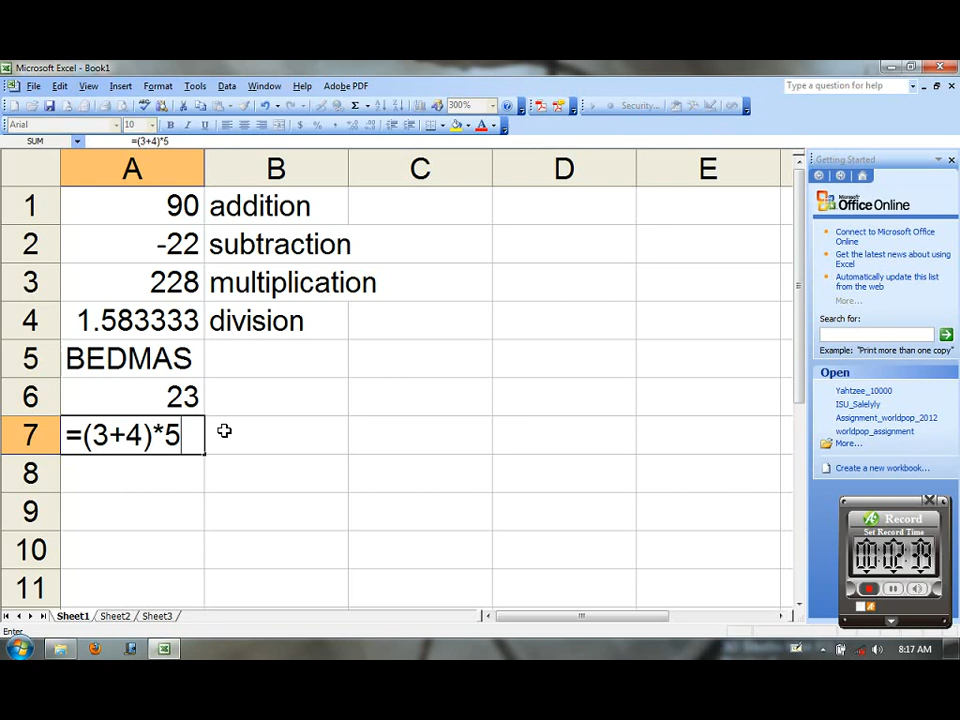 Microsoft Excel - Book1
File Edit View Insert Format Tools Data Window Help Adobe PDF
Type a question for help
300%
Security...
Arial 10
SUM =(3+4)*5
A B C D E
1 90 addition
2 -22 subtraction
3 228 multiplication
4 1.583333 division
5 BEDMAS
6 23
7 =(3+4)*5
8
9
10
11
Getting Started
Office Online
Connect to Microsoft Office
Online
Get the latest news about using
Excel
Automatically update this list
from the web
More...
Search for:
Example: "Print more than one copy"
Open
Yahtzee_10000
ISU_Salelyly
Assignment_worldpop_2012
worldpop_assignment
More...
Create a new workbook...
Record
Set Record Time
00:02:39
Sheet1 Sheet2 Sheet3
Enter
8:17 AM